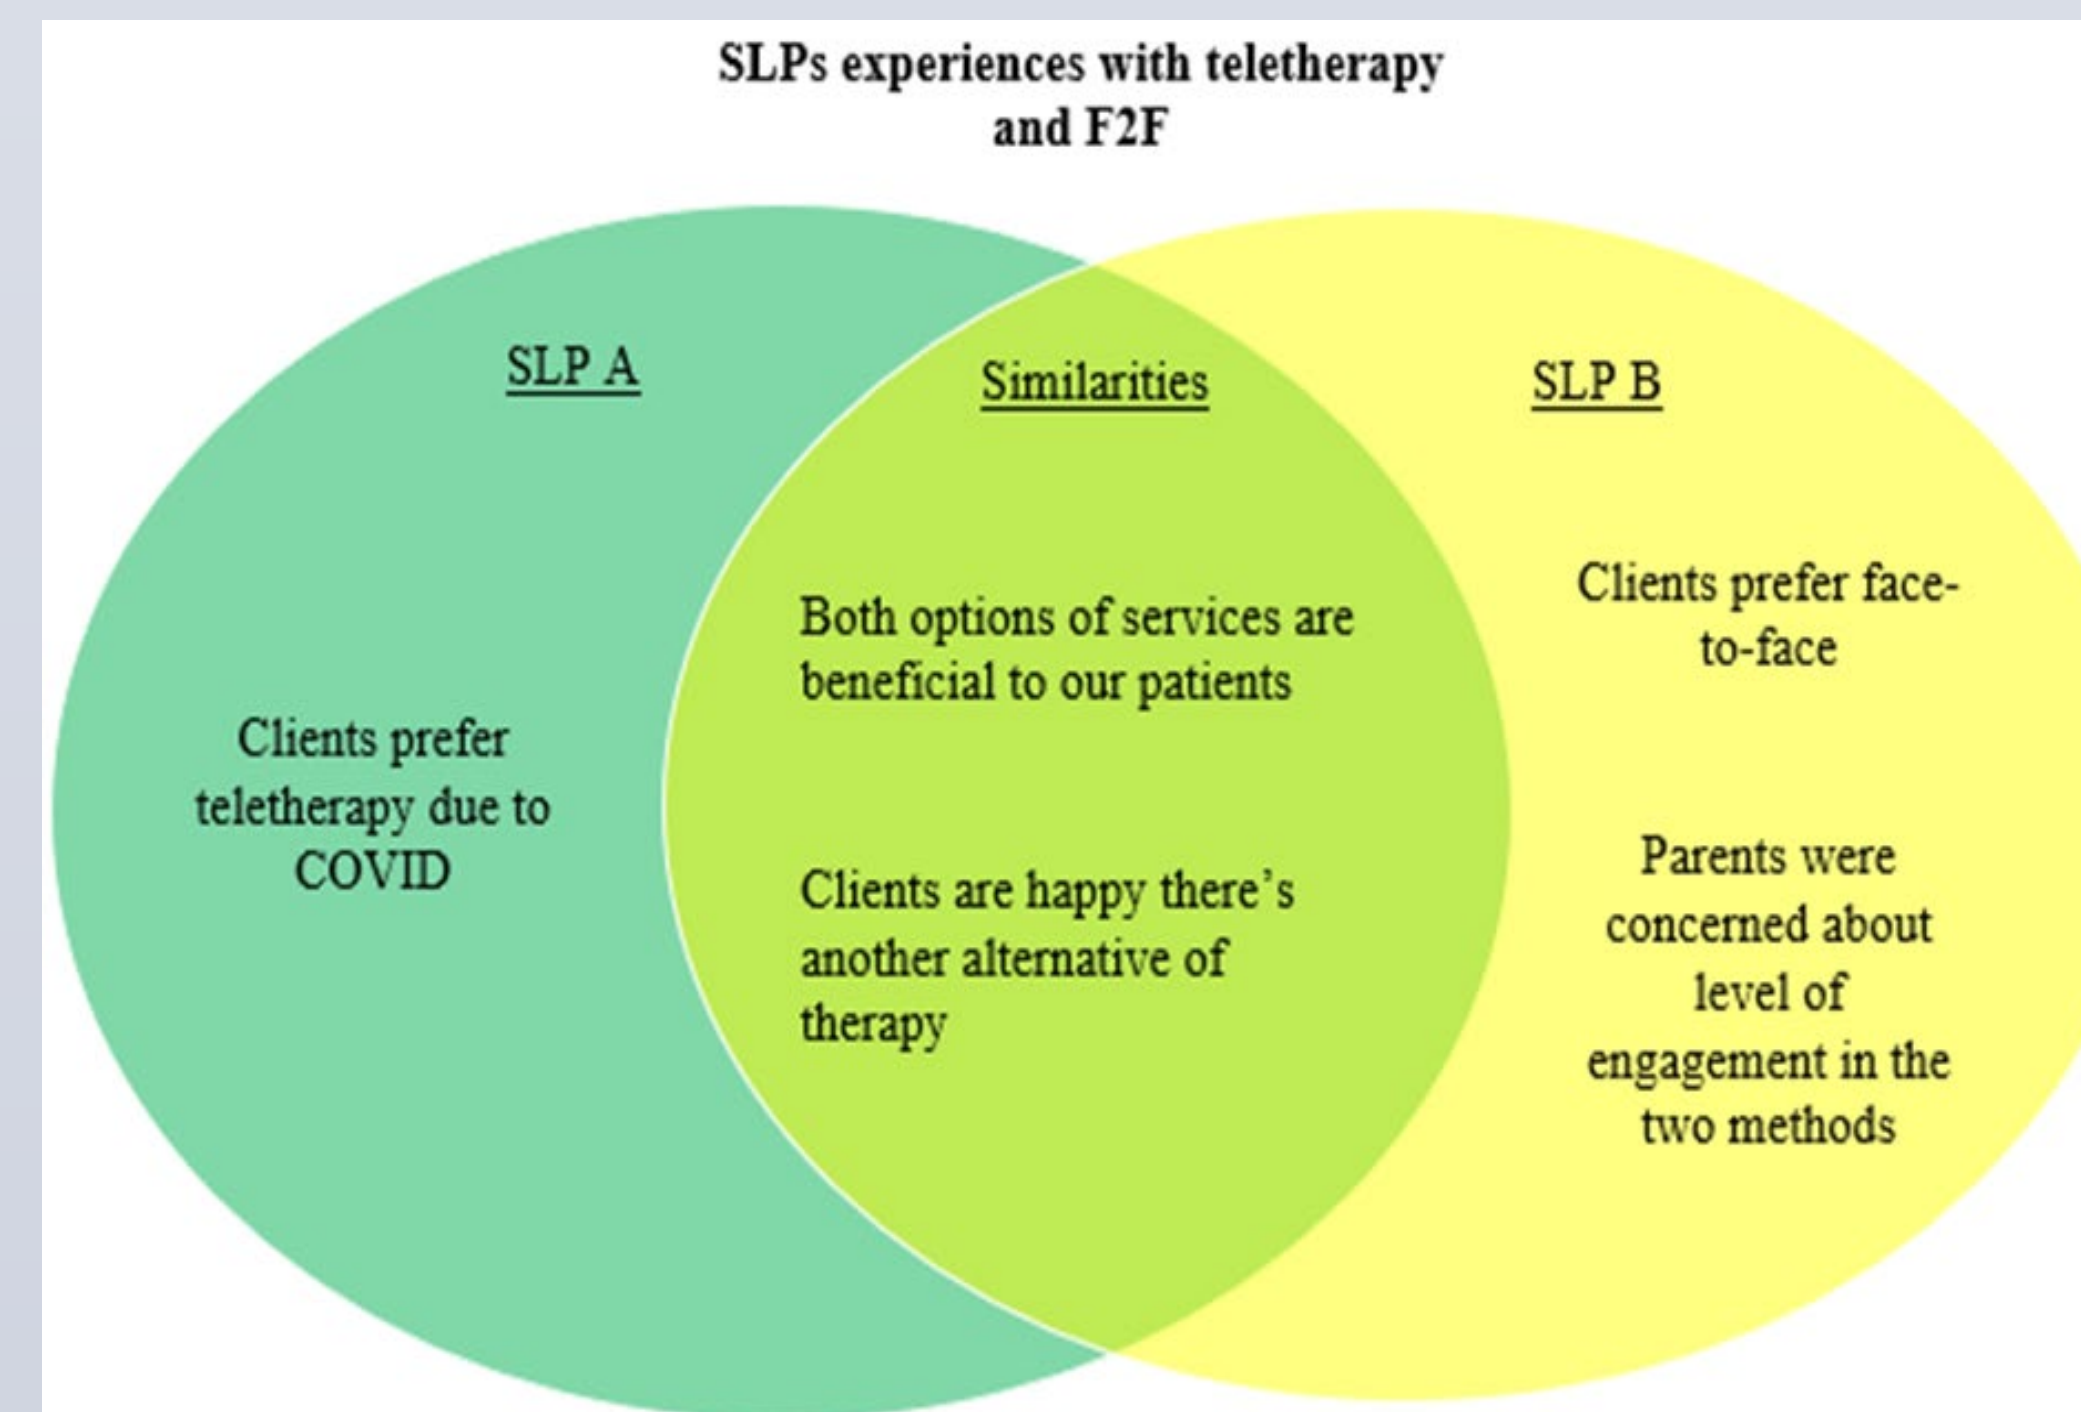 SLPs experiences with teletherapy
and F2F
SLP A
Clients prefer
teletherapy due to
COVID
Similarities
Both options of services are
beneficial to our patients
Clients are happy there’s
another alternative of
therapy
SLP B
Clients prefer face-
to-face
Parents were
concerned about
level of
engagement in the
two methods